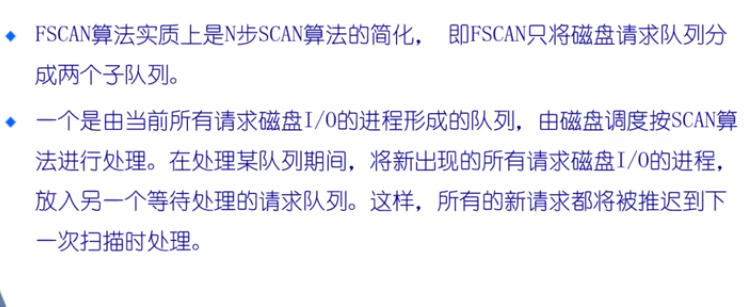 FSCAN算法实质上是N步SCAN算法的简化， 即FSCAN只将磁盘请求队列分
成两个子队列。
一个是由当前所有请求磁盘I/O的进程形成的队列，由磁盘调度按SCAN算
法进行处理。在处理某队列期间，将新出现的所有请求磁盘I/O的进程，
放入另一个等待处理的请求队列。这样，所有的新请求都将被推迟到下
一次扫描时处理。